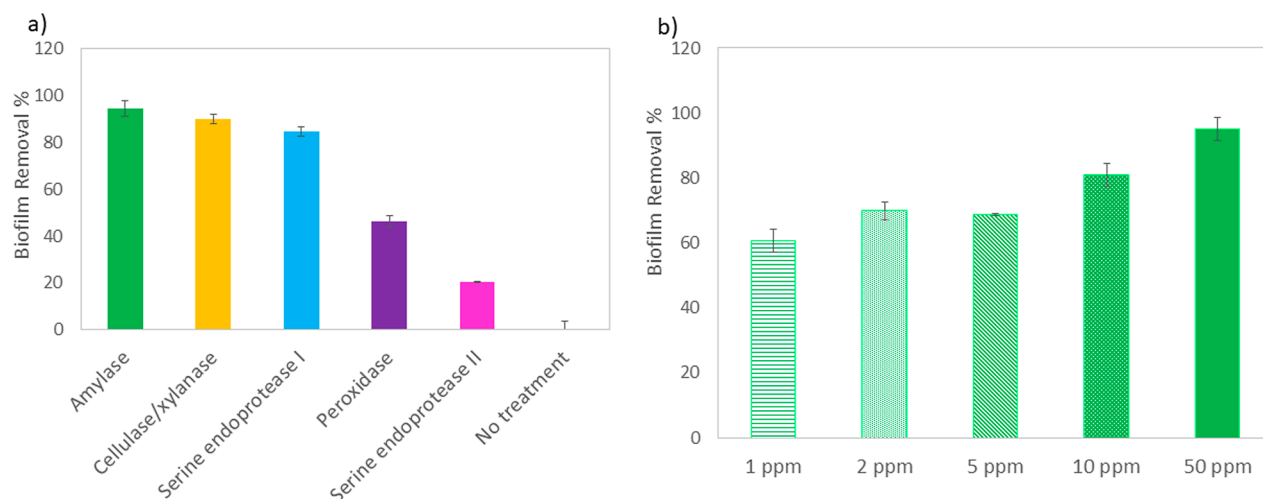 a)
Biofilm Removal %
120
100
80
60
40
20
0
Amylase
Cellulase/xylanase
Serine endoprotease I
Peroxidase
Serine endoprotease II
No treatment
b)
Biofilm Removal %
120
100
80
60
40
20
0
1 ppm
2 ppm
5 ppm
10 ppm
50 ppm